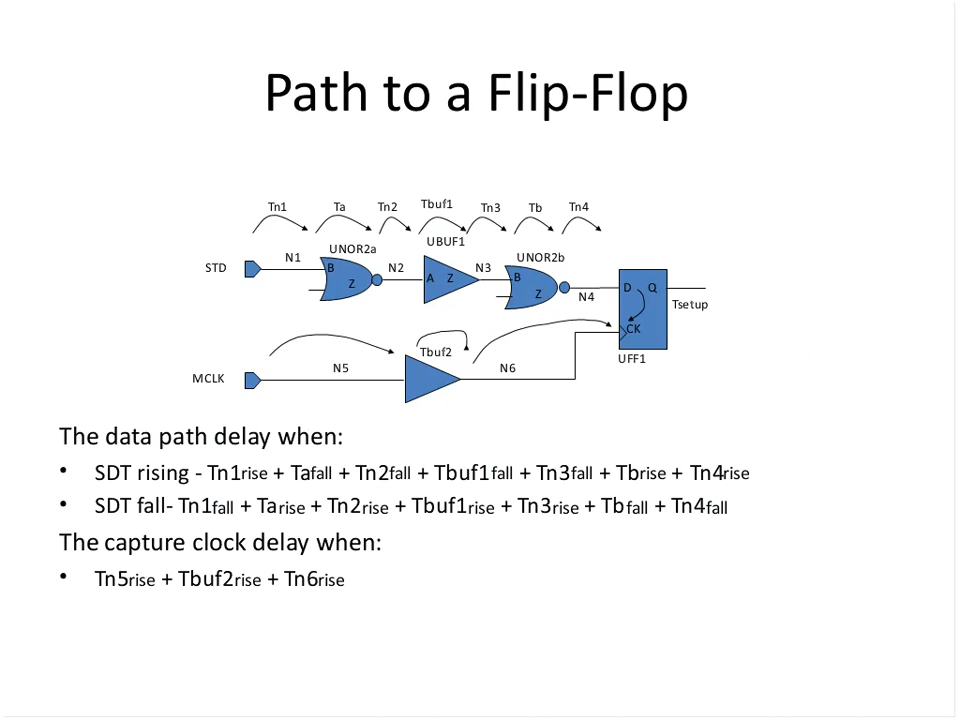 Path to a Flip-Flop
Tn1 Ta Tn2 Tbuf1 Tn3 Tb Tn4
UNOR2a UBUF1 UNOR2b
STD N1 B Z N2 A Z N3 B Z N4 D Q
Tsetup
CK
UFF1
Tbuf2
MCLK N5 N6
The data path delay when:
• SDT rising - Tn1rise + Tafall + Tn2fall + Tbuf1fall + Tn3fall + Tbrise + Tn4rise
• SDT fall- Tn1fall + Tarise + Tn2rise + Tbuf1rise + Tn3rise + Tbfall + Tn4fall
The capture clock delay when:
• Tn5rise + Tbuf2rise + Tn6rise